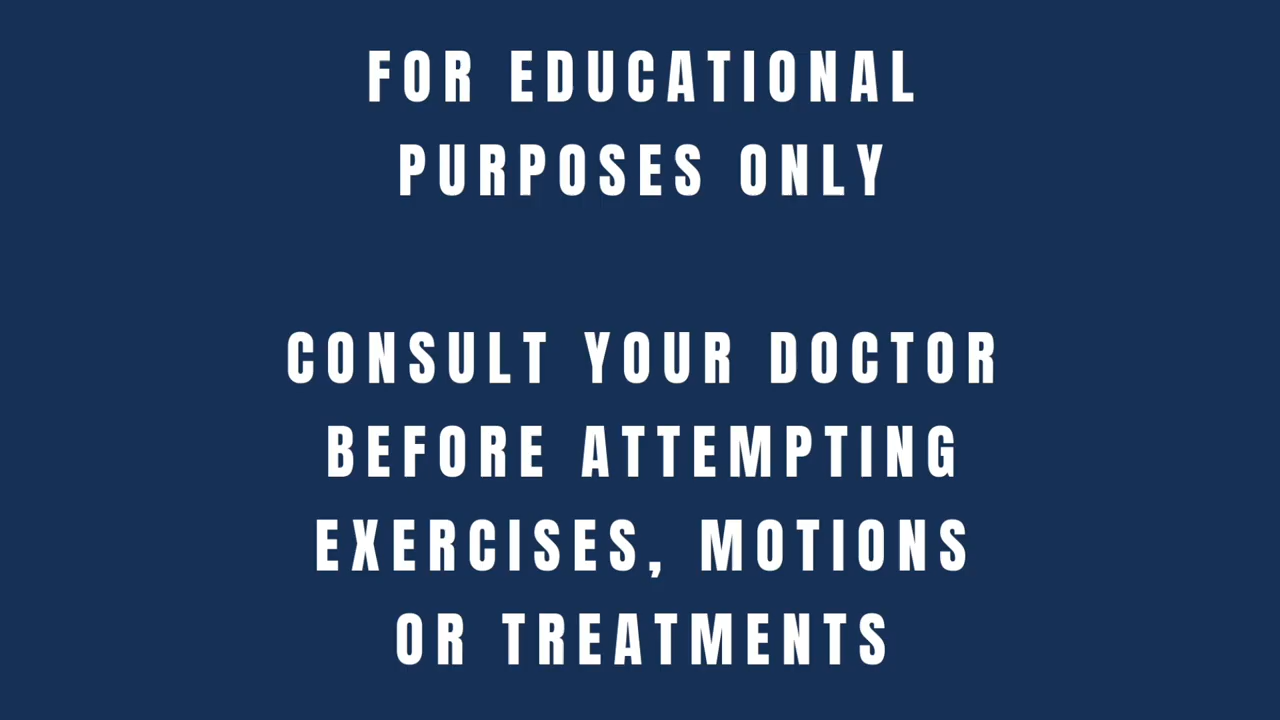 FOR EDUCATIONAL
PURPOSES ONLY
CONSULT YOUR DOCTOR
BEFORE ATTEMPTING
EXERCISES, MOTIONS
OR TREATMENTS